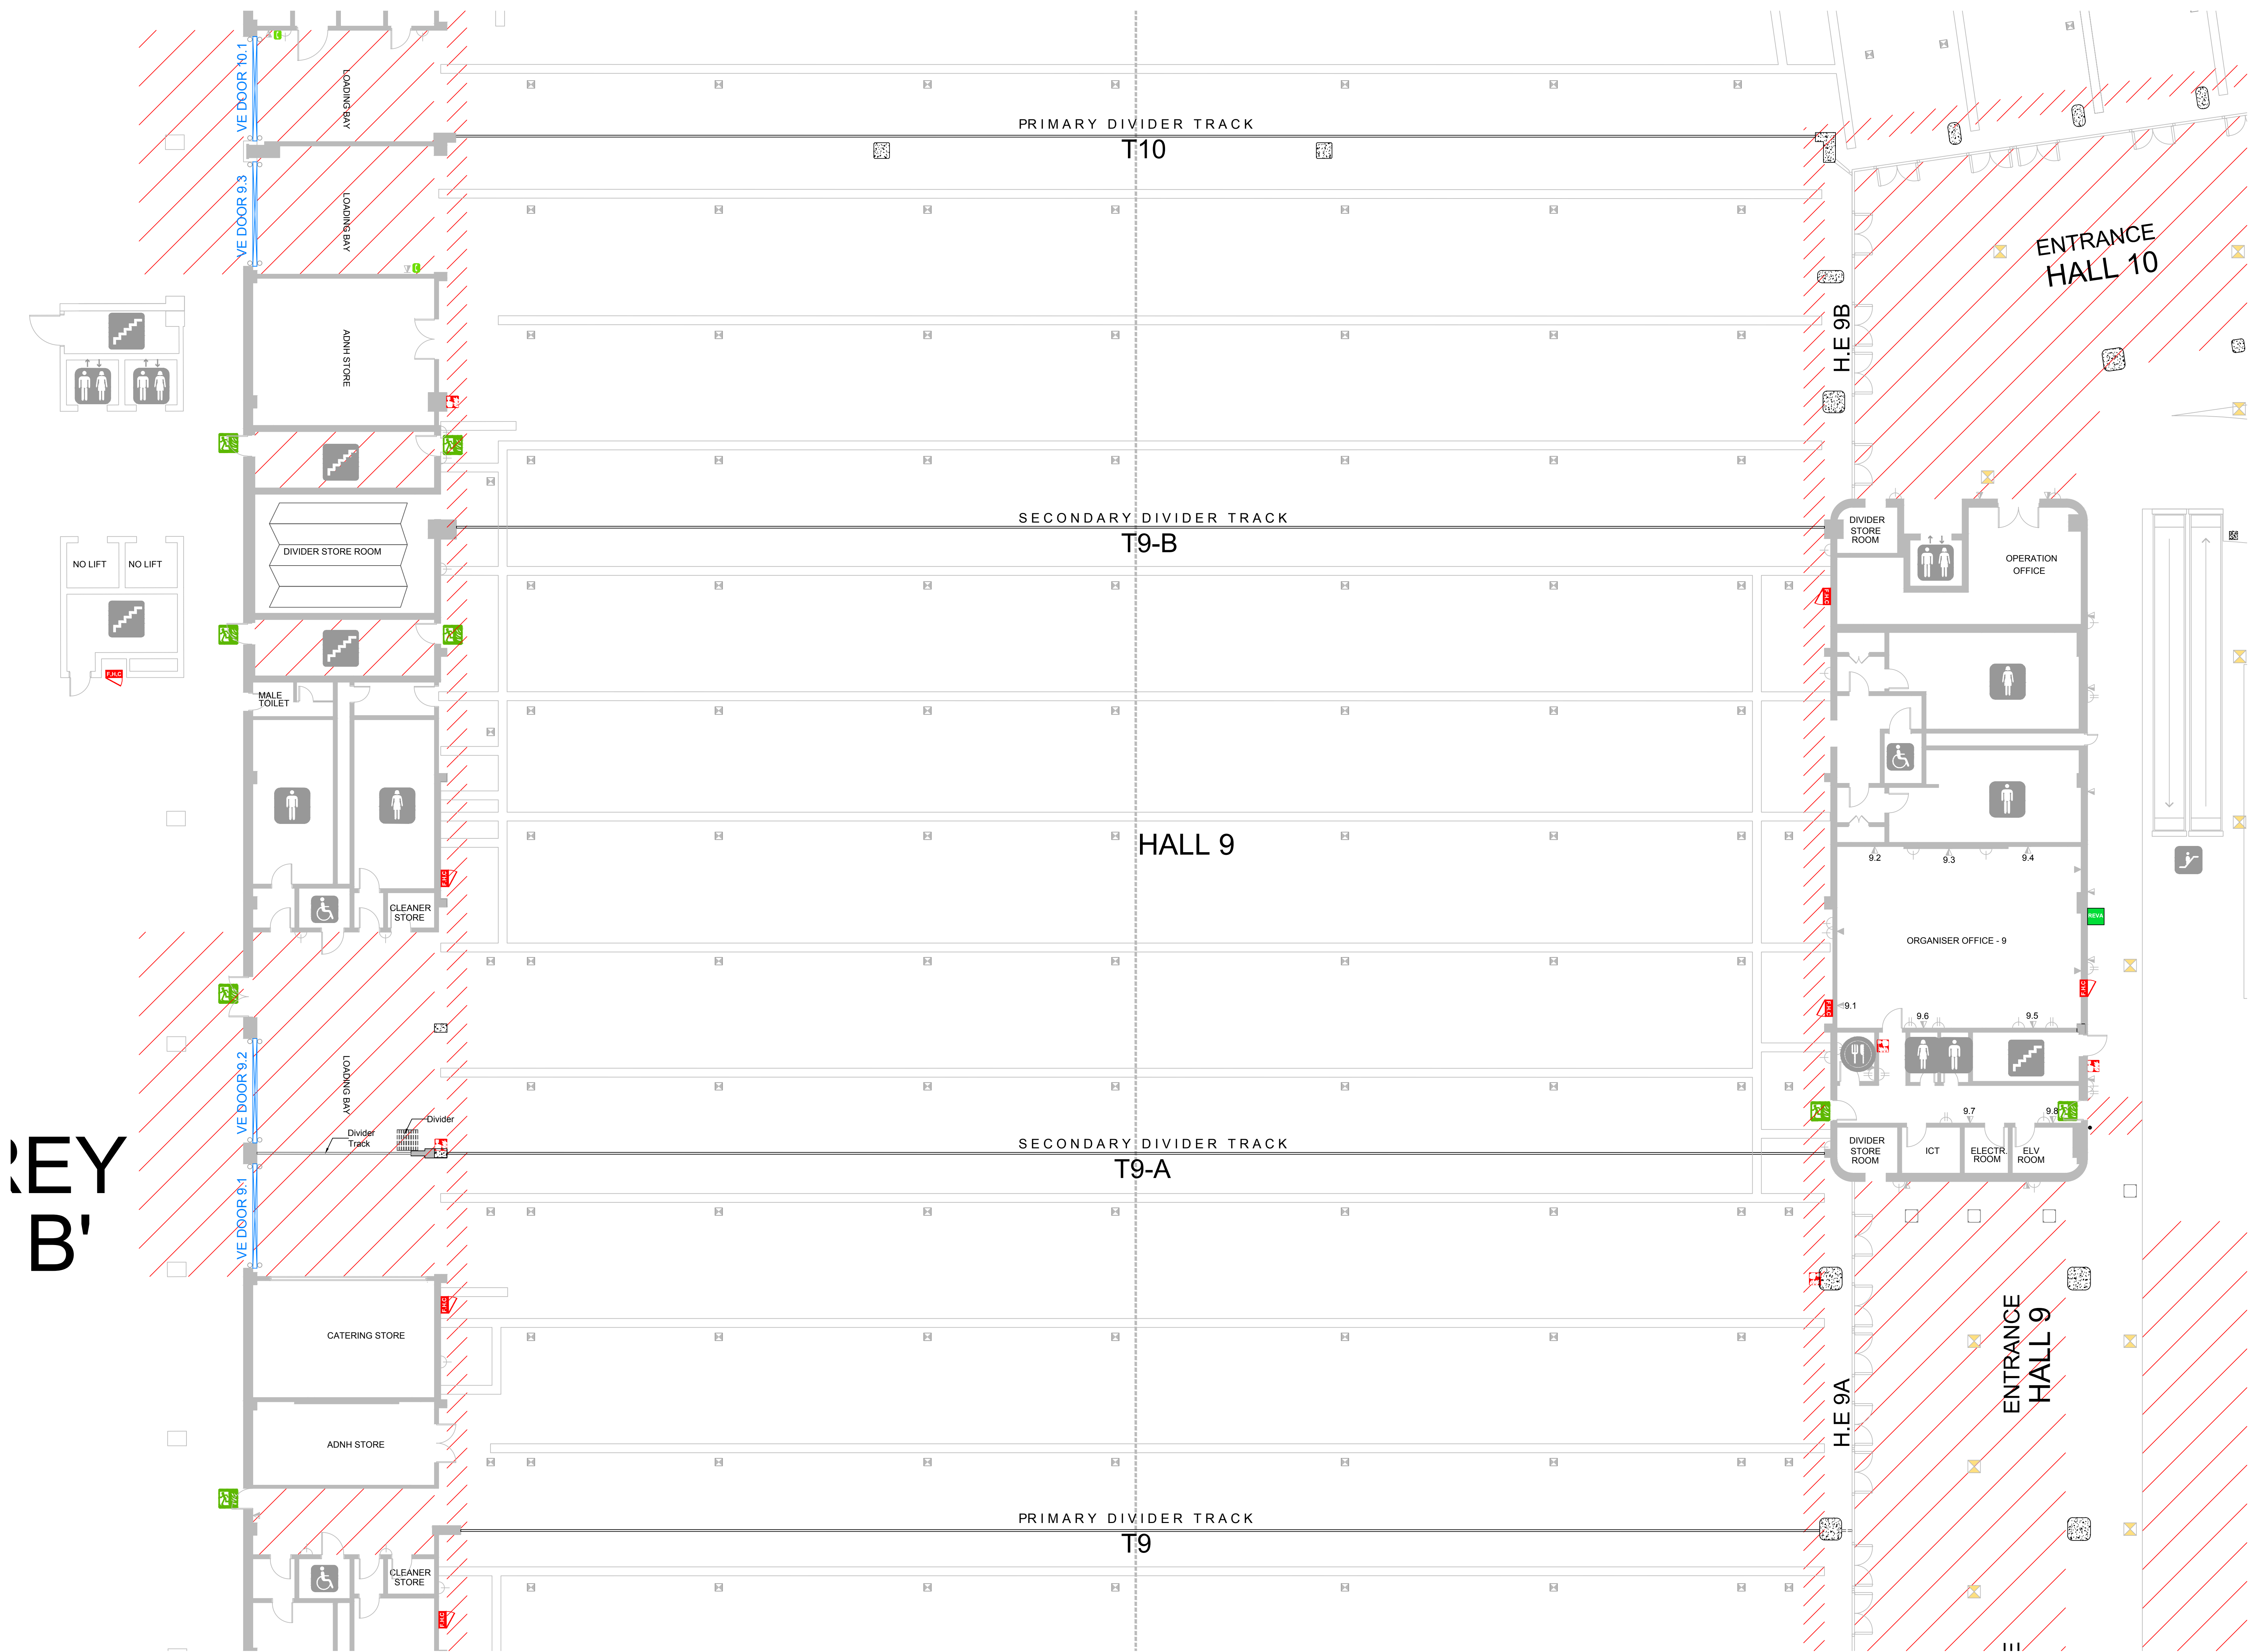 VE DOOR 10.1
LOADING BAY
PRIMARY DIVIDER TRACK
T10
VE DOOR 9.3
LOADING BAY
ENTRANCE
HALL 10
ADNH STORE
H.E 9B
SECONDARY DIVIDER TRACK
T9-B
DIVIDER STORE ROOM
NO LIFT
NO LIFT
DIVIDER
STORE
ROOM
OPERATION
OFFICE
F.H.C
F.H.C
MALE
TOILET
HALL 9
9.2
9.3
9.4
F.H.C
CLEANER
STORE
REVA
ORGANISER OFFICE - 9
F.H.C
F.H.C
9.1
9.6
9.5
VE DOOR 9.2
LOADING BAY
Divider
Divider
Track
9.7
9.8
SECONDARY DIVIDER TRACK
T9-A
DIVIDER
STORE
ROOM
ICT
ELECTR.
ROOM
ELV
ROOM
REY
B'
VE DOOR 9.1
F.H.C
CATERING STORE
ENTRANCE
HALL 9
H.E 9A
ADNH STORE
PRIMARY DIVIDER TRACK
T9
CLEANER
STORE
F.H.C